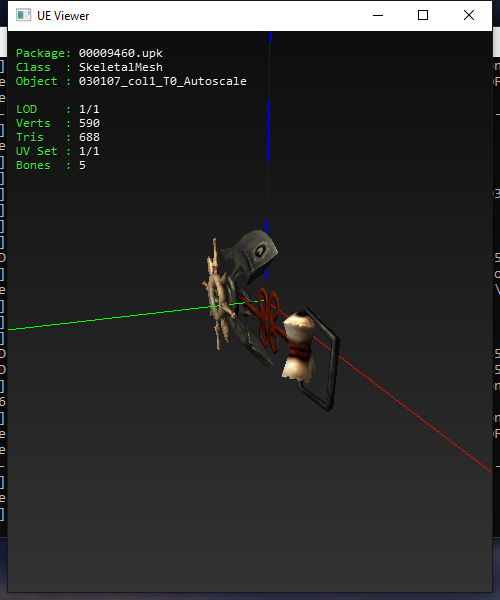 UE Viewer
Package: 00009460.upk
Class : SkeletalMesh
Object : 030107_col1_T0_Autoscale
LOD : 1/1
Verts : 590
Tris : 688
UV Set : 1/1
Bones : 5